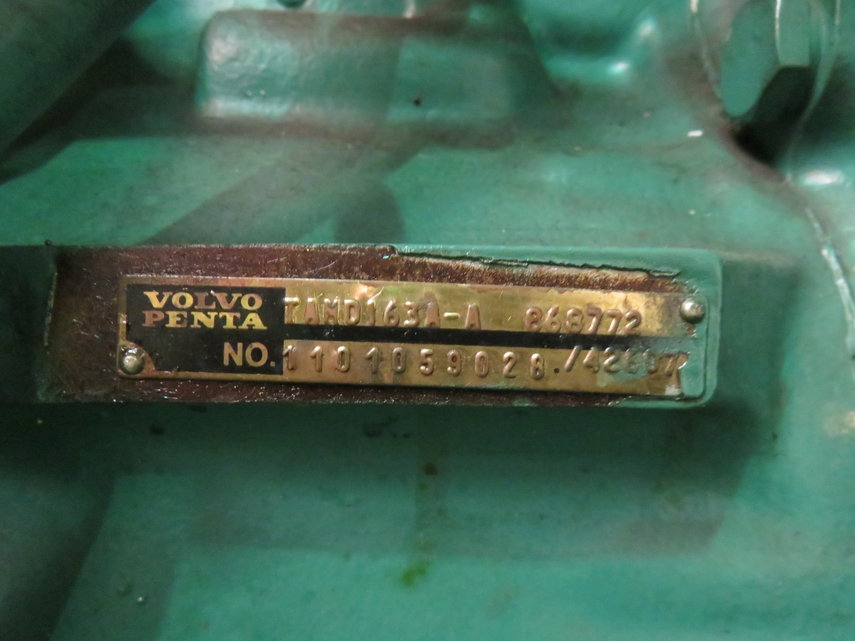 VOLVO
PENTA
TAMD163A-A 868772
NO. 1101059028